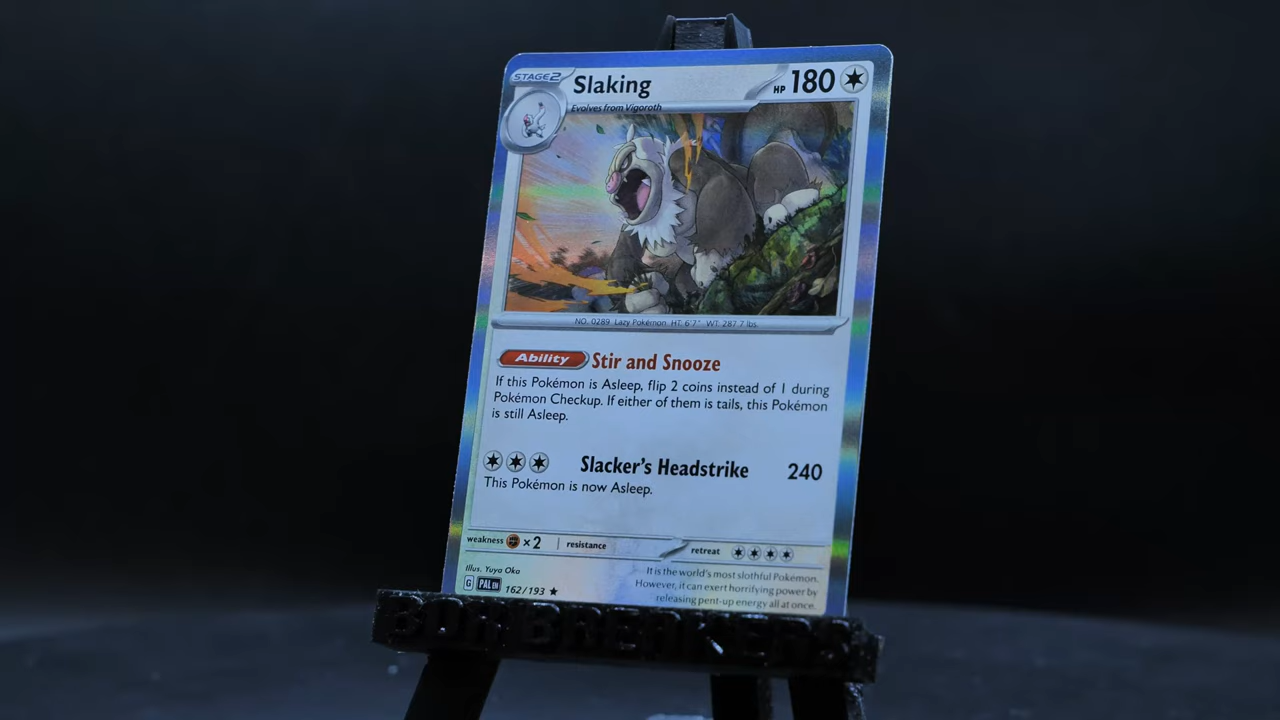 STAGE2
Slaking
HP 180
Evolves from Vigoroth
NO. 0289 Lazy Pokémon HT: 6'7" WT: 287.7 lbs.
Ability Stir and Snooze
If this Pokémon is Asleep, flip 2 coins instead of 1 during
Pokémon Checkup. If either of them is tails, this Pokémon
is still Asleep.
Slacker's Headstrike 240
This Pokémon is now Asleep.
weakness ×2 resistance retreat
Illus. Yuya Oka
It is the world's most slothful Pokémon.
However, it can exert horrifying power by
releasing pent-up energy all at once.
G PAL EN 162/193
BOX BREAKERS